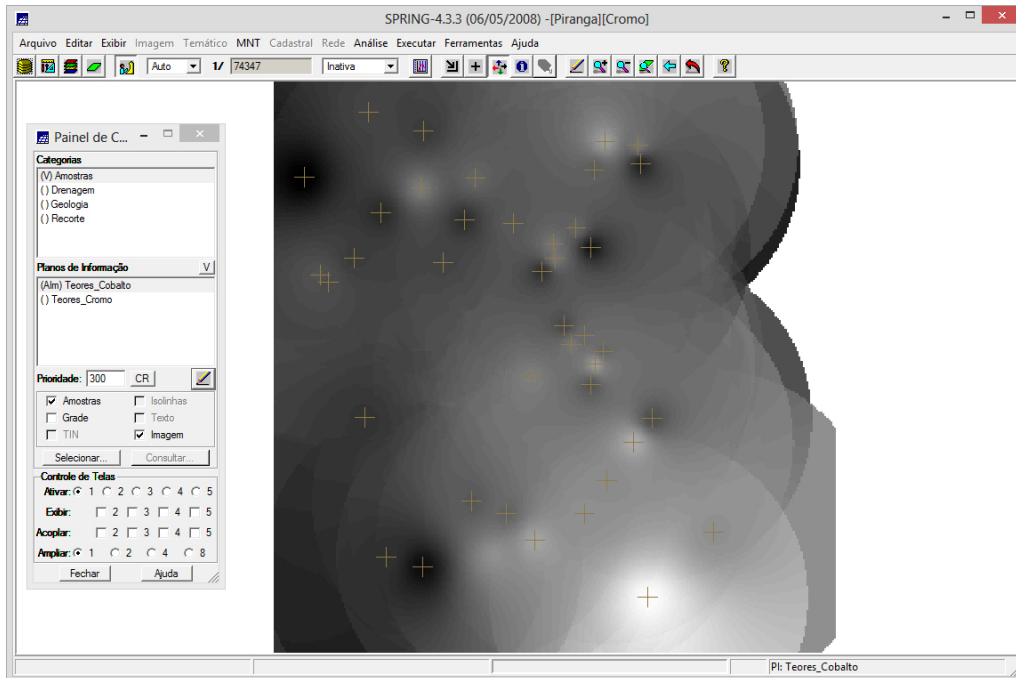 SPRING-4.3.3 (06/05/2008) -[Piranga][Cromo]
Arquivo Editar Exibir Imagem Temático MNT Cadastral Rede Análise Executar Ferramentas Ajuda
Auto 1/ 74347 Inativa
Painel de C...
Categorias
(V) Amostras
( ) Drenagem
( ) Geologia
( ) Recorte
Planos de Informação V
(AIm) Teores_Cobalto
( ) Teores_Cromo
Prioridade: 300 CR
Amostras Isolinhas
Grade Texto
TIN Imagem
Selecionar... Consultar...
Controle de Telas
Ativar: 1 2 3 4 5
Exibir: 2 3 4 5
Acoplar: 2 3 4 5
Ampliar: 1 2 4 8
Fechar Ajuda
PI: Teores_Cobalto